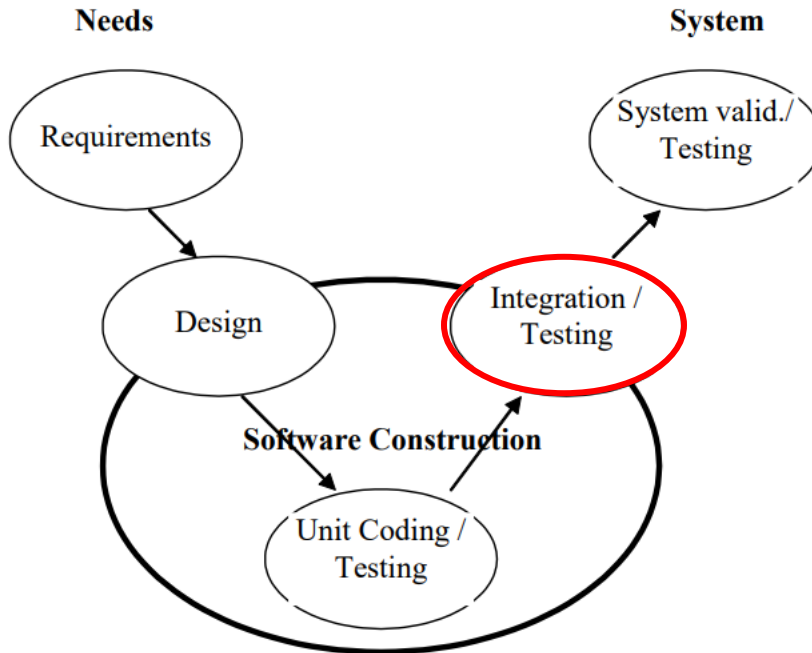 Needs
System
Requirements
System valid./
Testing
Design
Integration /
Testing
Software Construction
Unit Coding /
Testing